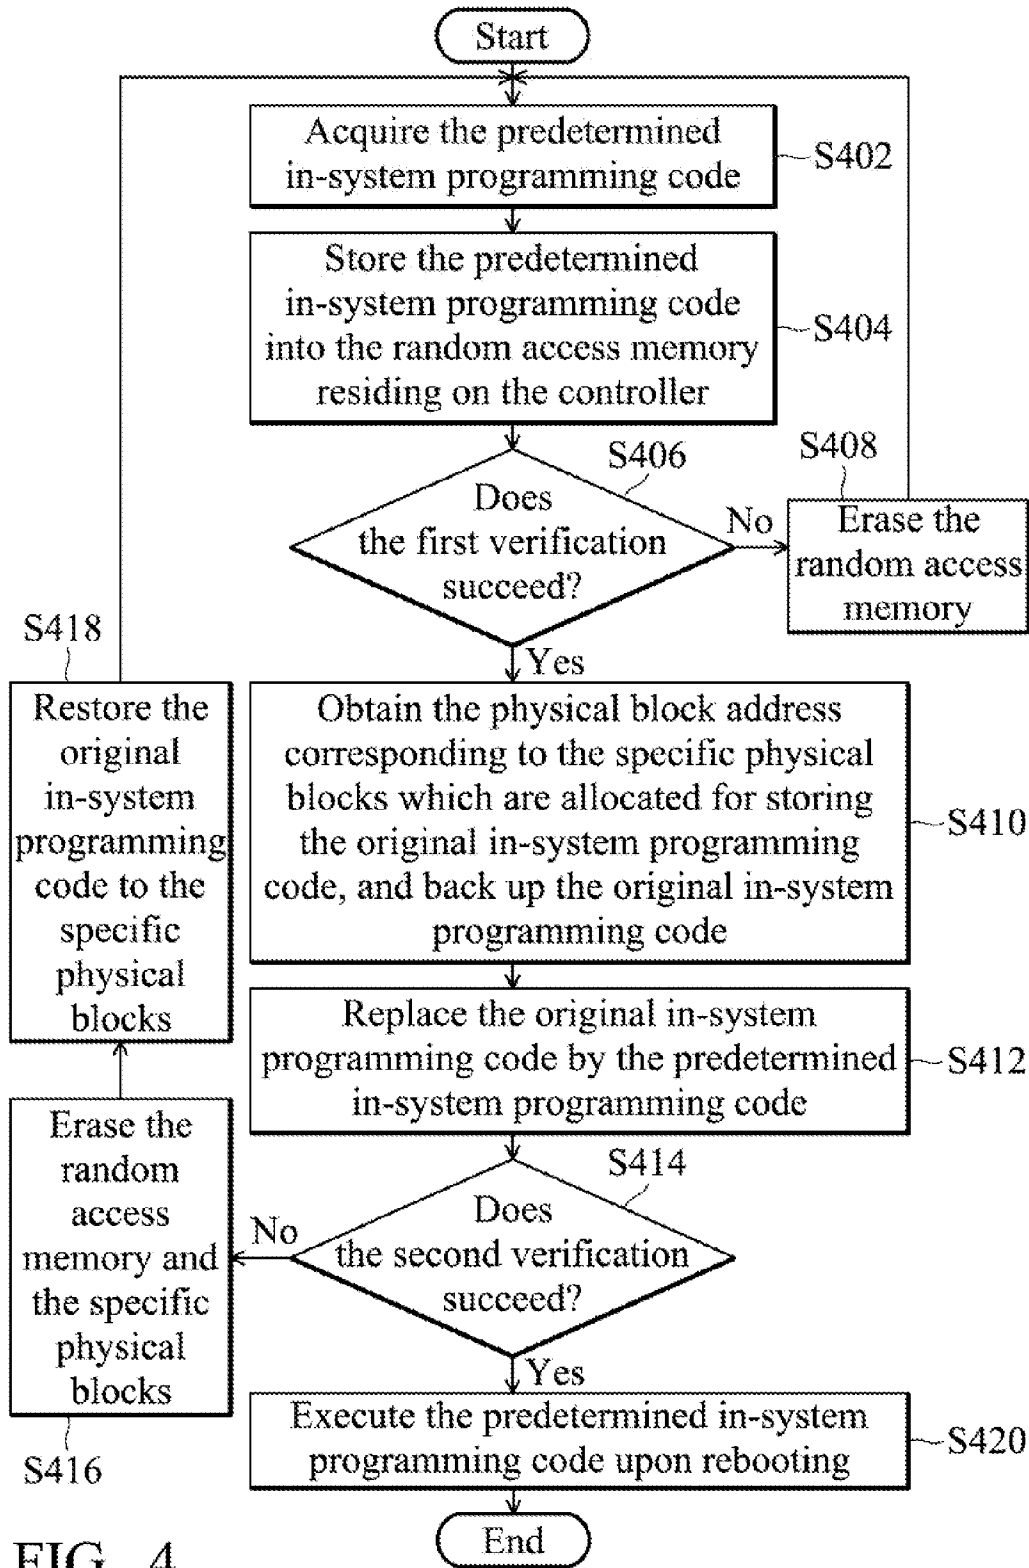 Start
Acquire the predetermined
in-system programming code
S402
Store the predetermined
in-system programming code
into the random access memory
residing on the controller
S404
S406
Does
the first verification
succeed?
No
S408
Erase the
random access
memory
Yes
Obtain the physical block address
corresponding to the specific physical
blocks which are allocated for storing
the original in-system programming
code, and back up the original in-system
programming code
S410
S418
Restore the
original
in-system
programming
code to the
specific
physical
blocks
Replace the original in-system
programming code by the predetermined
in-system programming code
S412
S414
Does
the second verification
succeed?
No
Erase the
random
access
memory and
the specific
physical
blocks
S416
Yes
Execute the predetermined in-system
programming code upon rebooting
S420
End
FIG. 4